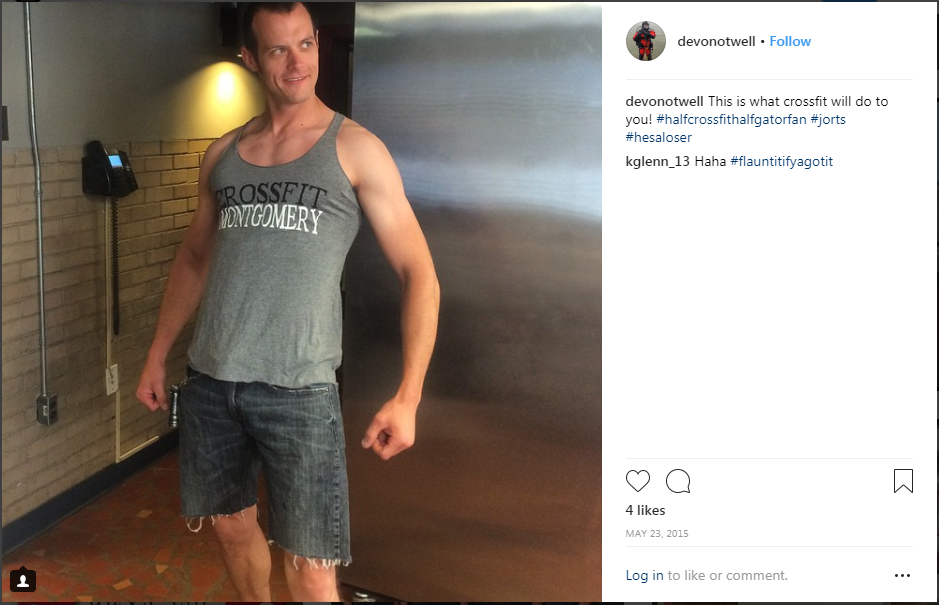 CROSSFIT
MONTGOMERY
devonotwell • Follow
devonotwell This is what crossfit will do to
you! #halfcrossfithalfgatorfan #jorts
#hesaloser
kglenn_13 Haha #flauntitifyagotit
4 likes
MAY 23, 2015
Log in to like or comment.